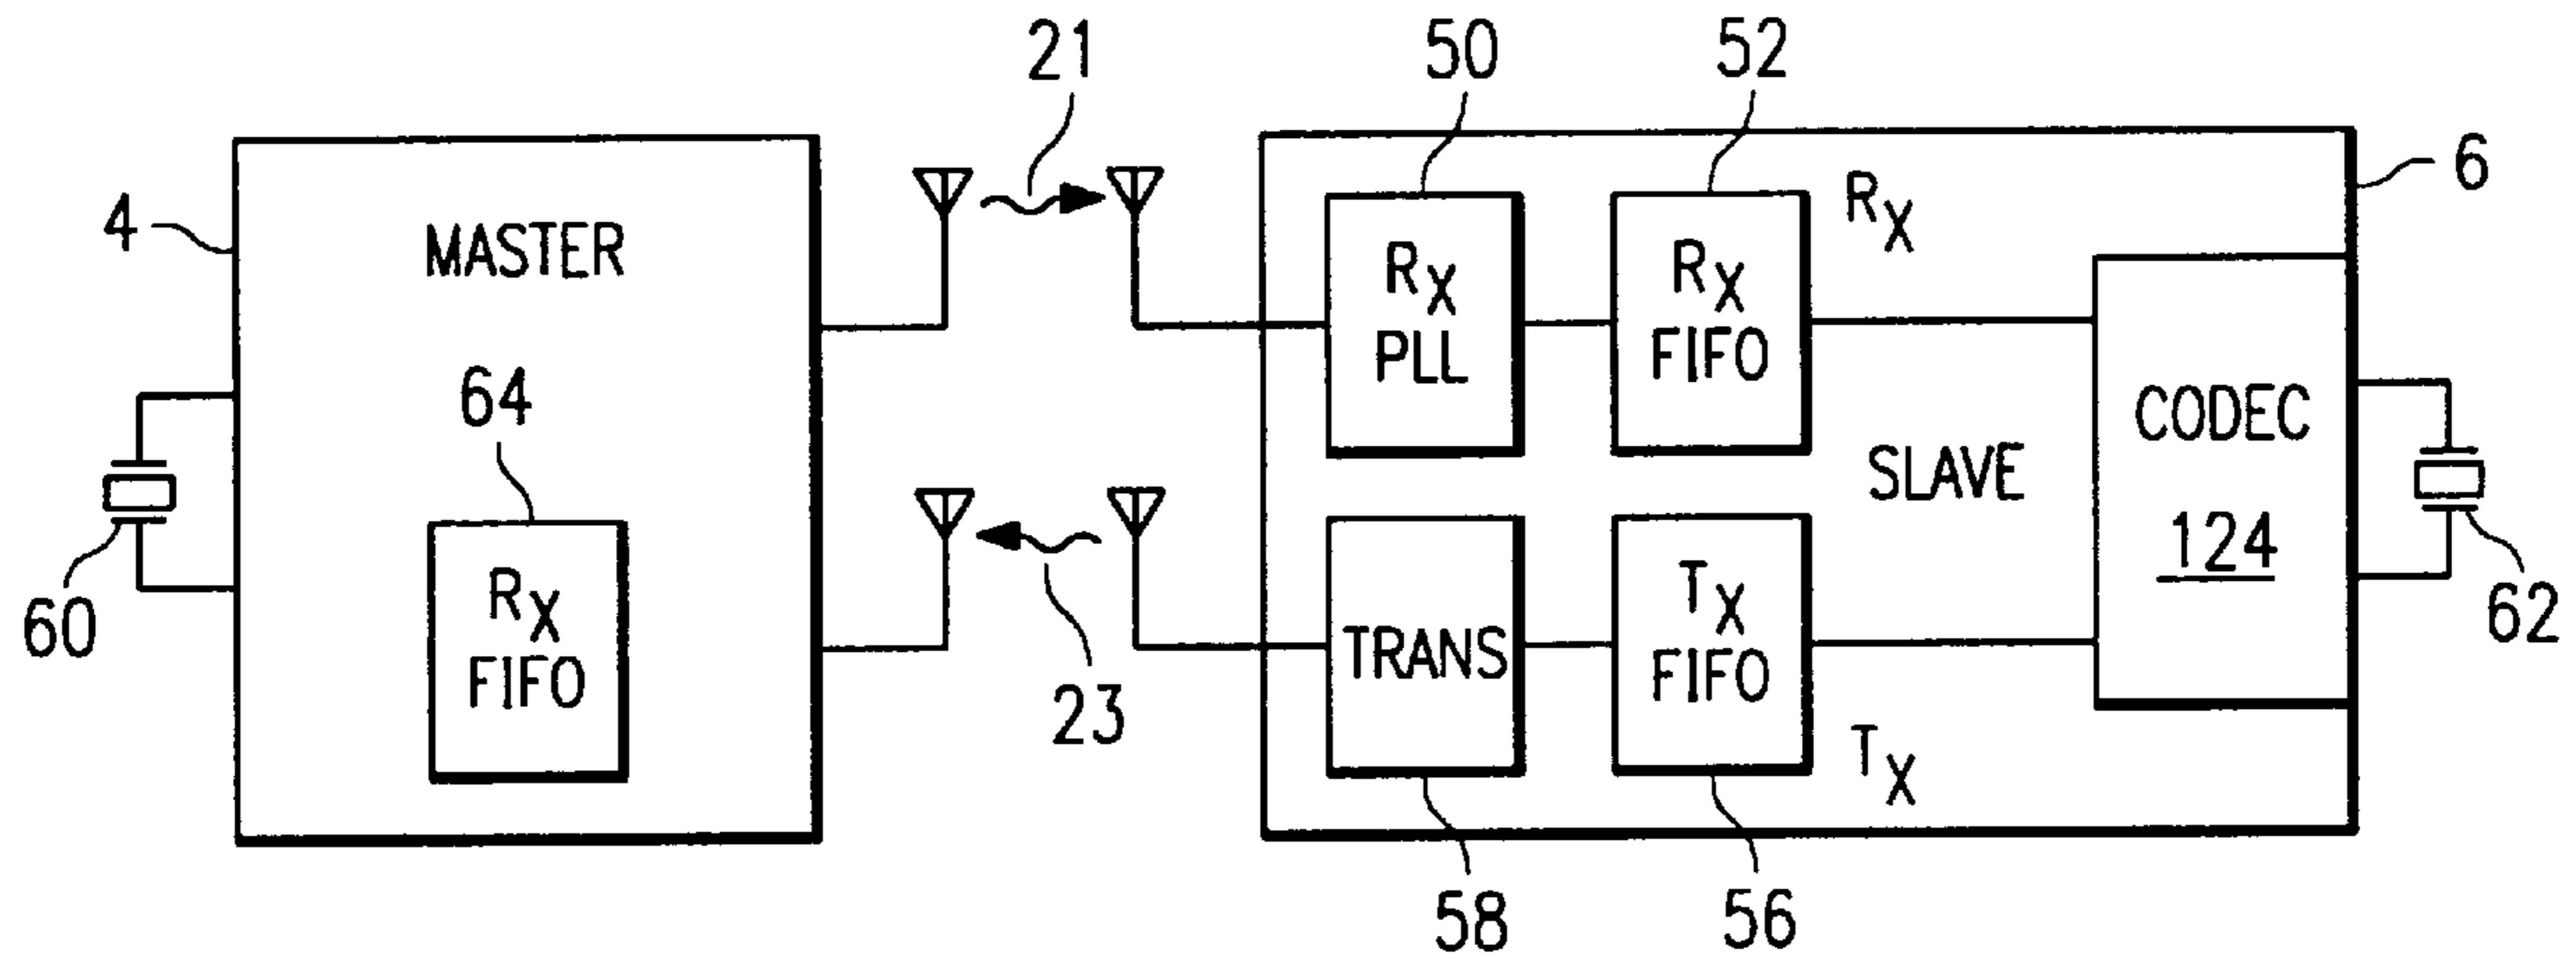 21
50
52
6
4
MASTER
RX
PLL
RX
FIFO
RX
64
CODEC
124
SLAVE
60
RX
FIFO
23
TRANS
TX
FIFO
TX
62
58
56